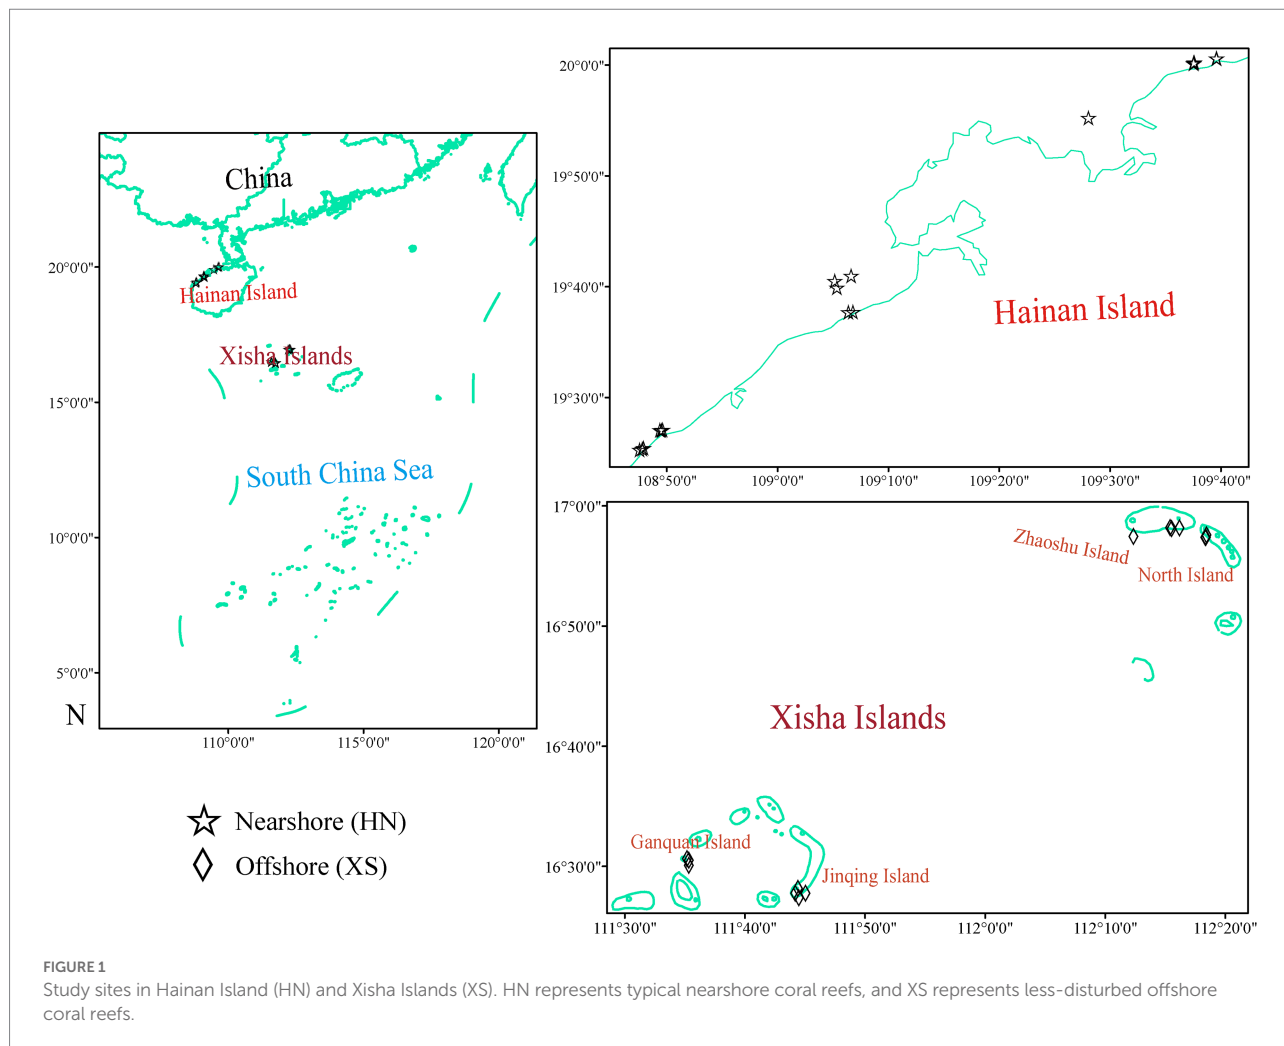 China
20°0'0"
Hainan Island
Xisha Islands
15°0'0"
South China Sea
10°0'0"
5°0'0"
N
110°0'0"
115°0'0"
120°0'0"
Nearshore (HN)
Offshore (XS)
20°0'0"
19°50'0"
19°40'0"
Hainan Island
19°30'0"
108°50'0"
109°0'0"
109°10'0"
109°20'0"
109°30'0"
109°40'0"
17°0'0"
Zhaoshu Island
North Island
16°50'0"
Xisha Islands
16°40'0"
Ganquan Island
16°30'0"
Jinqing Island
111°30'0"
111°40'0"
111°50'0"
112°0'0"
112°10'0"
112°20'0"
FIGURE 1
Study sites in Hainan Island (HN) and Xisha Islands (XS). HN represents typical nearshore coral reefs, and XS represents less-disturbed offshore
coral reefs.